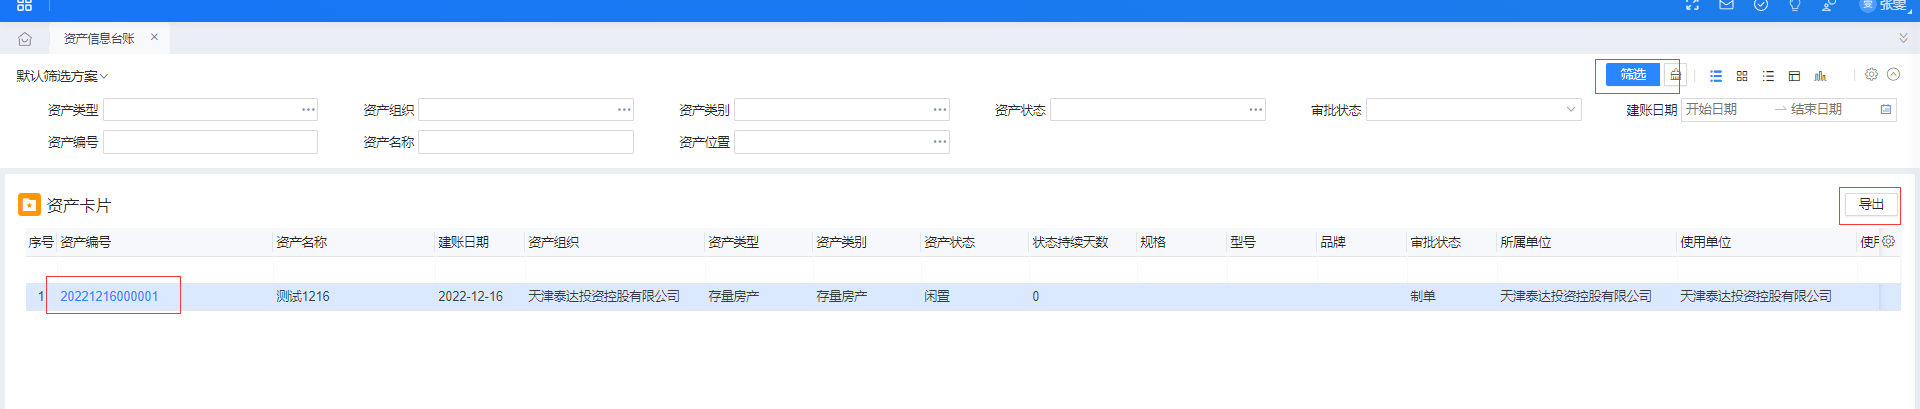 张雯
资产信息台账
默认筛选方案
筛选
资产类型 资产组织 资产类别 资产状态 审批状态 建账日期 开始日期 结束日期
资产编号 资产名称 资产位置
资产卡片
导出
序号 资产编号 资产名称 建账日期 资产组织 资产类型 资产类别 资产状态 状态持续天数 规格 型号 品牌 审批状态 所属单位 使用单位
1 20221216000001 测试1216 2022-12-16 天津泰达投资控股有限公司 存量房产 存量房产 闲置 0 制单 天津泰达投资控股有限公司 天津泰达投资控股有限公司